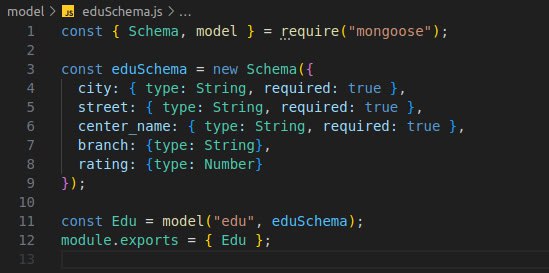 model > JS eduSchema.js > ...
1 const { Schema, model } = require("mongoose");
2
3 const eduSchema = new Schema({
4   city: { type: String, required: true },
5   street: { type: String, required: true },
6   center_name: { type: String, required: true },
7   branch: {type: String},
8   rating: {type: Number}
9 });
10
11 const Edu = model("edu", eduSchema);
12 module.exports = { Edu };
13